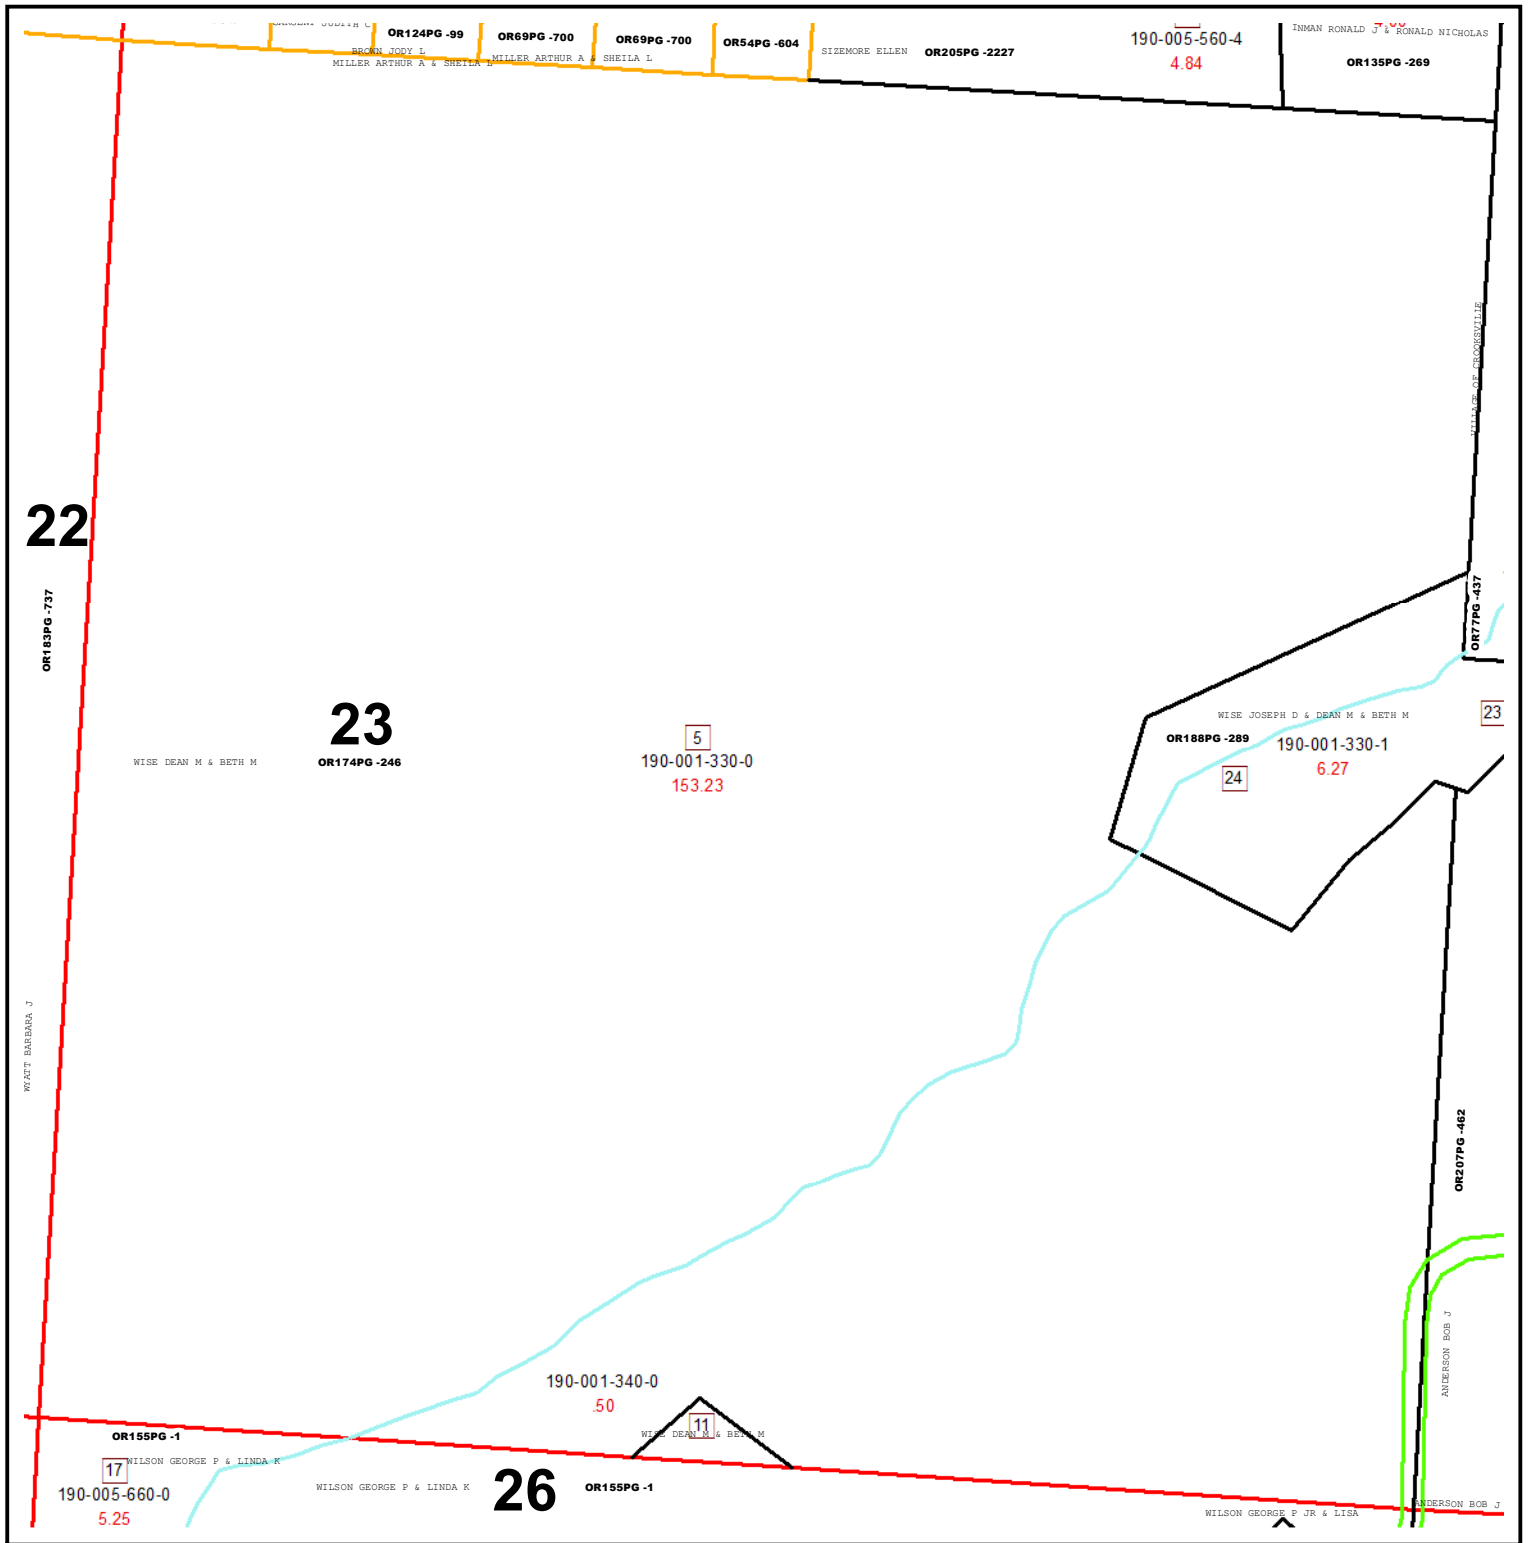 OR124PG -99
OR69PG -700
OR69PG -700
OR54PG -604
SIZEMORE ELLEN
OR205PG -2227
190-005-560-4
4.84
INMAN RONALD J & RONALD NICHOLAS
OR135PG -269
BROWN JODY L
MILLER ARTHUR A & SHEILA L
MILLER ARTHUR A & SHEILA L
VILLAGE OF CROOKSVILLE
22
OR183PG -737
OR77PG -437
23
WISE DEAN M & BETH M
OR174PG -246
5
190-001-330-0
153.23
WISE JOSEPH D & DEAN M & BETH M
OR188PG -289
190-001-330-1
6.27
24
23
WYATT BARBARA J
OR207PG -462
ANDERSON BOB J
190-001-340-0
.50
11
WISE DEAN M & BETH M
OR155PG -1
17
WILSON GEORGE P & LINDA K
190-005-660-0
5.25
WILSON GEORGE P & LINDA K
26
OR155PG -1
WILSON GEORGE P JR & LISA
ANDERSON BOB J